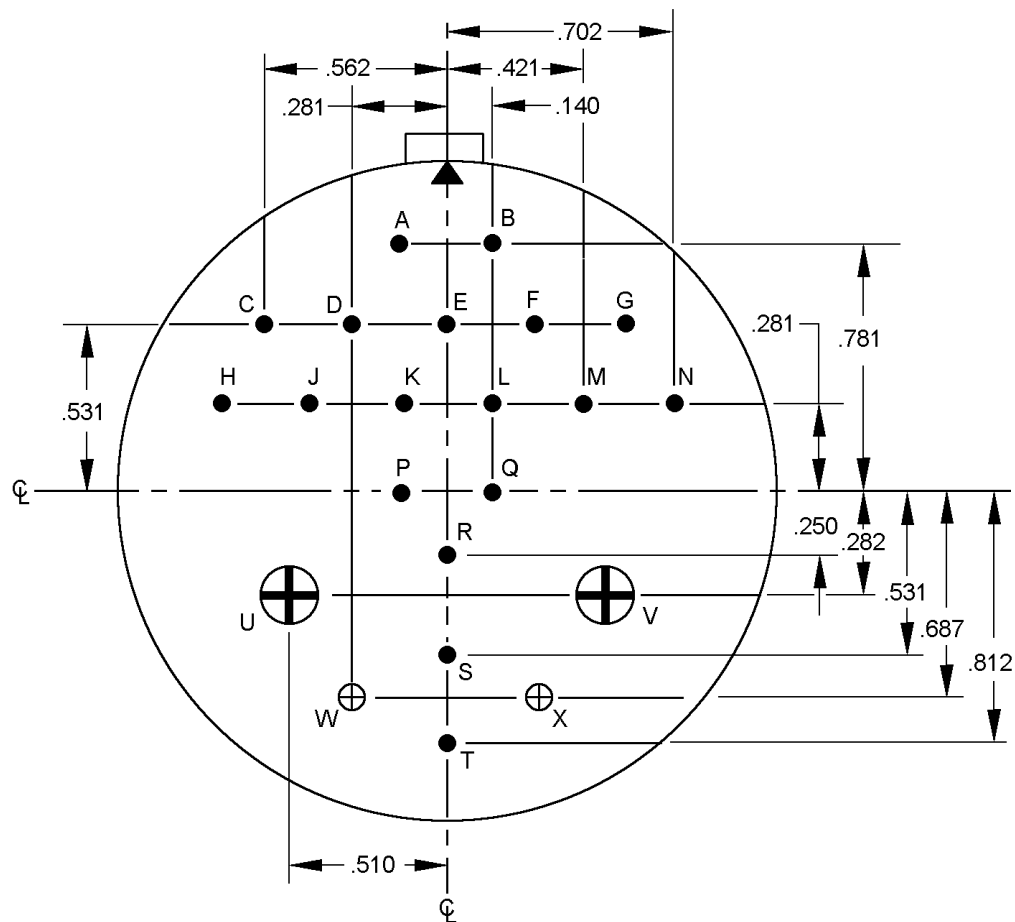 .702
.562
.421
.281
.140
A
B
C
D
E
F
G
.281
.781
H
J
K
L
M
N
.531
P
Q
℄
R
.250
.282
.531
U
V
.687
S
.812
W
X
T
.510
℄